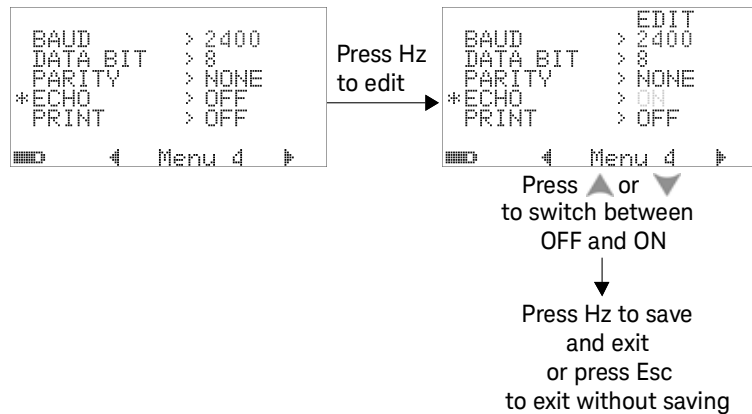 BAUD > 2400
DATA BIT > 8
PARITY > NONE
*ECHO > OFF
PRINT > OFF
Menu 4
Press Hz
to edit
EDIT
BAUD > 2400
DATA BIT > 8
PARITY > NONE
*ECHO > ON
PRINT > OFF
Menu 4
Press or
to switch between
OFF and ON
Press Hz to save
and exit
or press Esc
to exit without saving